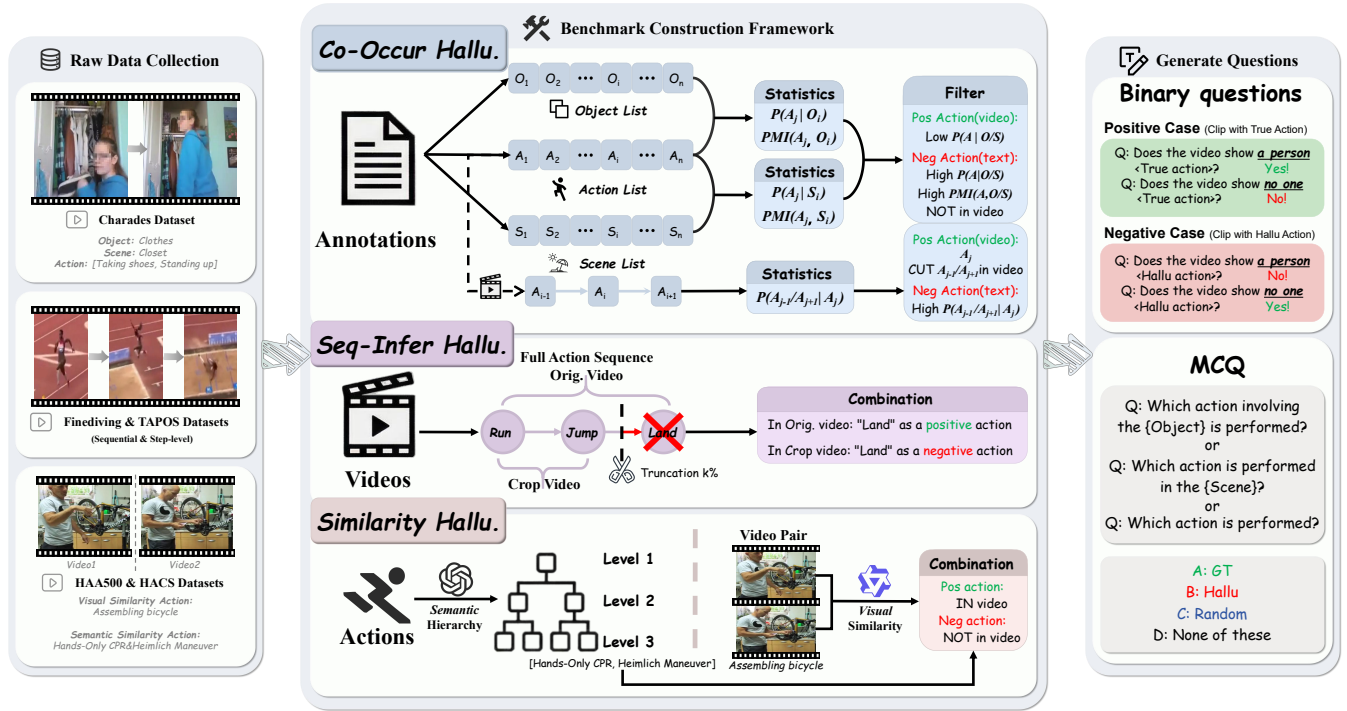 Raw Data Collection
Charades Dataset
Object: Clothes
Scene: Closet
Action: [Taking shoes, Standing up]
Finediving & TAPOS Datasets
(Sequential & Step-level)
Video1
Video2
HAA500 & HACS Datasets
Visual Similarity Action:
Assembling bicycle
Semantic Similarity Action:
Hands-Only CPR&Heimlich Maneuver
Benchmark Construction Framework
Co-Occur Hallu.
Annotations
O1 O2 ••• Oi ••• On
Object List
A1 A2 ••• Ai ••• An
Action List
S1 S2 ••• Si ••• Sn
Scene List
Ai-1 Ai Ai+1
Statistics
P(Aj | Oi)
PMI(Aj, Oi)
Statistics
P(Aj | Si)
PMI(Aj, Si)
Statistics
P(Aj-1/Aj+1| Aj)
Filter
Pos Action(video):
Low P(A | O/S)
Neg Action(text):
High P(A|O/S)
High PMI(A,O/S)
NOT in video
Pos Action(video):
Aj
CUT Aj-1/Aj+1 in video
Neg Action(text):
High P(Aj-1/Aj+1| Aj)
Seq-Infer Hallu.
Videos
Full Action Sequence
Orig. Video
Run
Jump
Land
Crop Video
Truncation k%
Combination
In Orig. video: "Land" as a positive action
In Crop video: "Land" as a negative action
Similarity Hallu.
Actions
Semantic
Hierarchy
Level 1
Level 2
Level 3
[Hands-Only CPR, Heimlich Maneuver]
Video Pair
Assembling bicycle
Visual
Similarity
Combination
Pos action:
IN video
Neg action:
NOT in video
Generate Questions
Binary questions
Positive Case (Clip with True Action)
Q: Does the video show a person
<True action>? Yes!
Q: Does the video show no one
<True action>? No!
Negative Case (Clip with Hallu Action)
Q: Does the video show a person
<Hallu action>? No!
Q: Does the video show no one
<Hallu action>? Yes!
MCQ
Q: Which action involving
the {Object} is performed?
or
Q: Which action is performed
in the {Scene}?
or
Q: Which action is performed?
A: GT
B: Hallu
C: Random
D: None of these